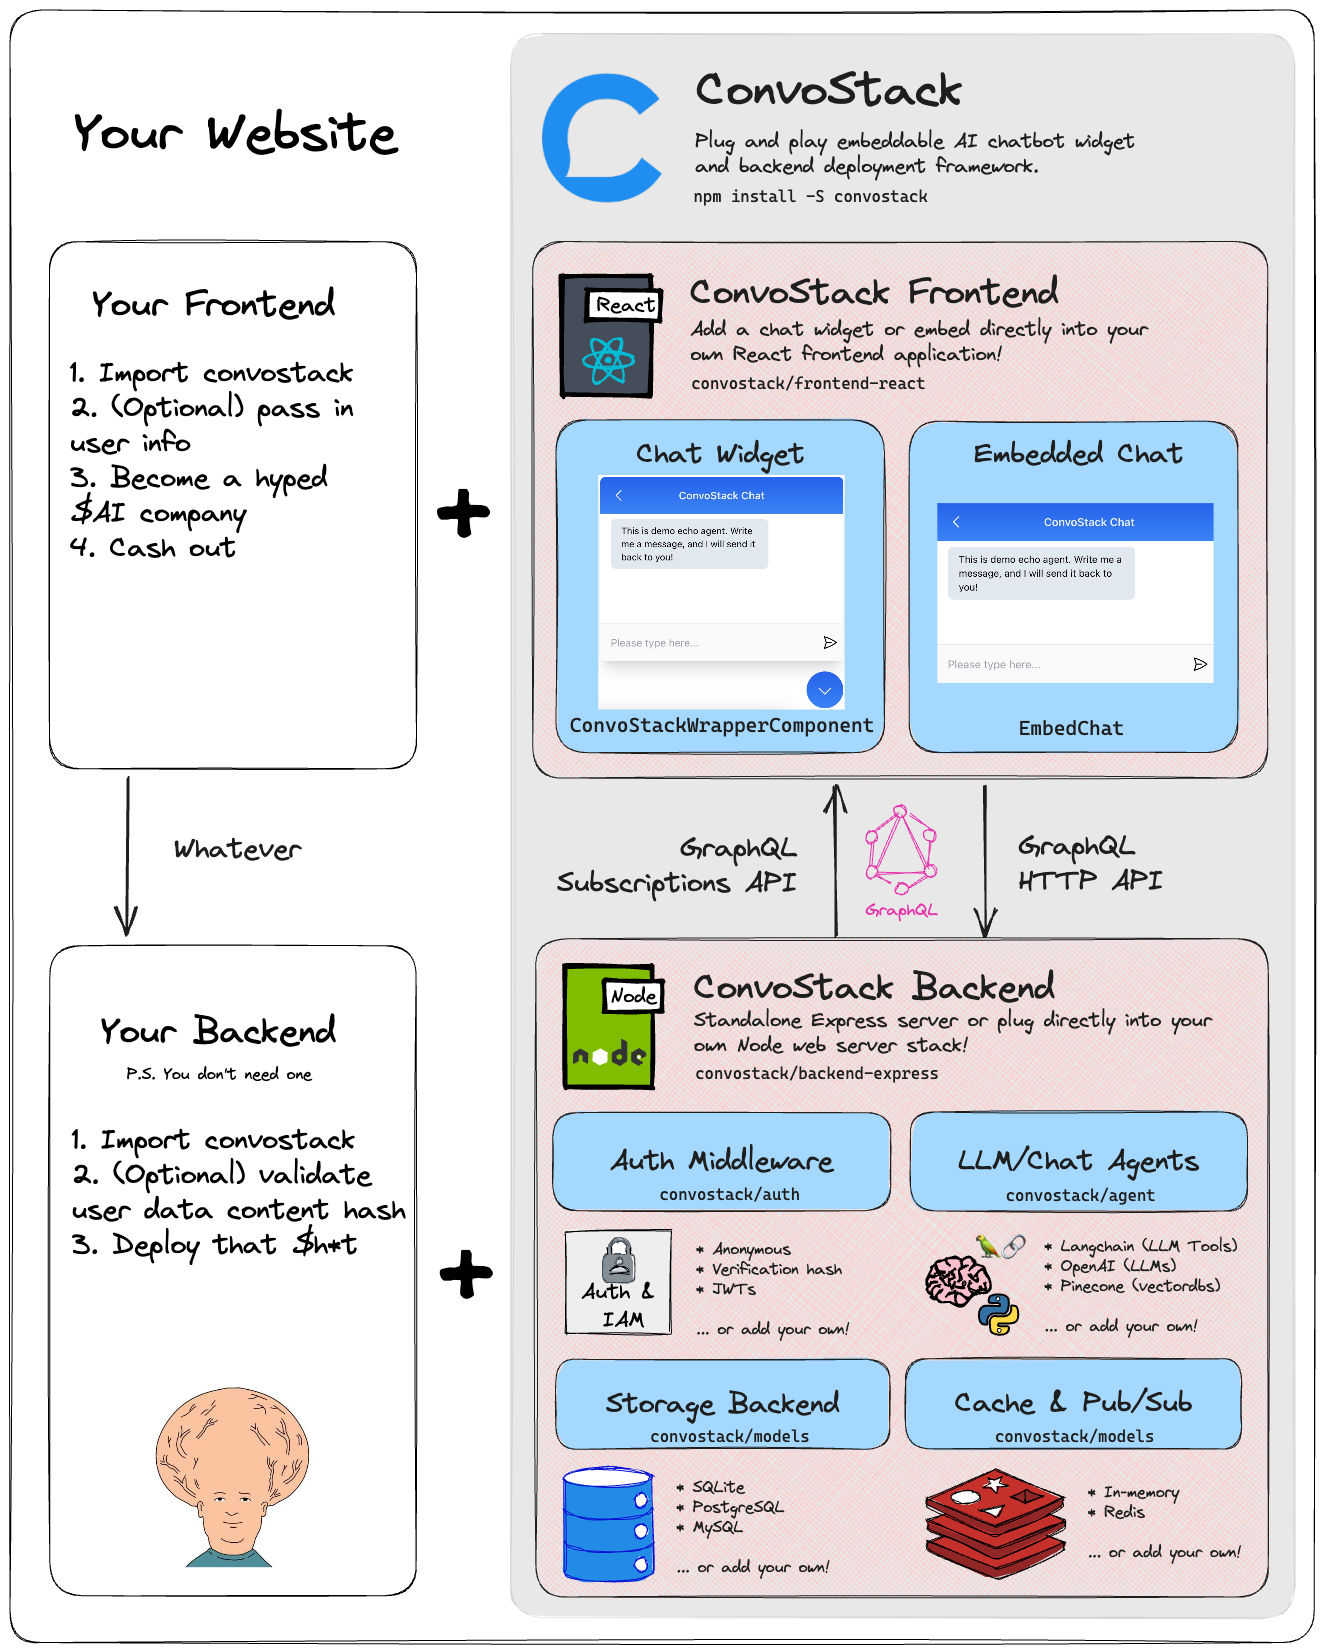 Your Website
ConvoStack
Plug and play embeddable AI chatbot widget
and backend deployment framework.
npm install -S convostack
Your Frontend
1. Import convostack
2. (Optional) pass in
user info
3. Become a hyped
$AI company
4. Cash out
React
ConvoStack Frontend
Add a chat widget or embed directly into your
own React frontend application!
convostack/frontend-react
Chat Widget
ConvoStack Chat
This is demo echo agent. Write
me a message, and I will send it
back to you!
Please type here...
ConvoStackWrapperComponent
Embedded Chat
ConvoStack Chat
This is demo echo agent. Write me a
message, and I will send it back to
you!
Please type here...
EmbedChat
Whatever
GraphQL
Subscriptions API
GraphQL
GraphQL
HTTP API
Your Backend
P.S. You don't need one
1. Import convostack
2. (Optional) validate
user data content hash
3. Deploy that $h*t
Node
node
ConvoStack Backend
Standalone Express server or plug directly into your
own Node web server stack!
convostack/backend-express
Auth Middleware
convostack/auth
Auth &
IAM
* Anonymous
* Verification hash
* JWTs
... or add your own!
LLM/Chat Agents
convostack/agent
* Langchain (LLM Tools)
* OpenAI (LLMs)
* Pinecone (vectordbs)
... or add your own!
Storage Backend
convostack/models
* SQLite
* PostgreSQL
* MySQL
... or add your own!
Cache & Pub/Sub
convostack/models
* In-memory
* Redis
... or add your own!